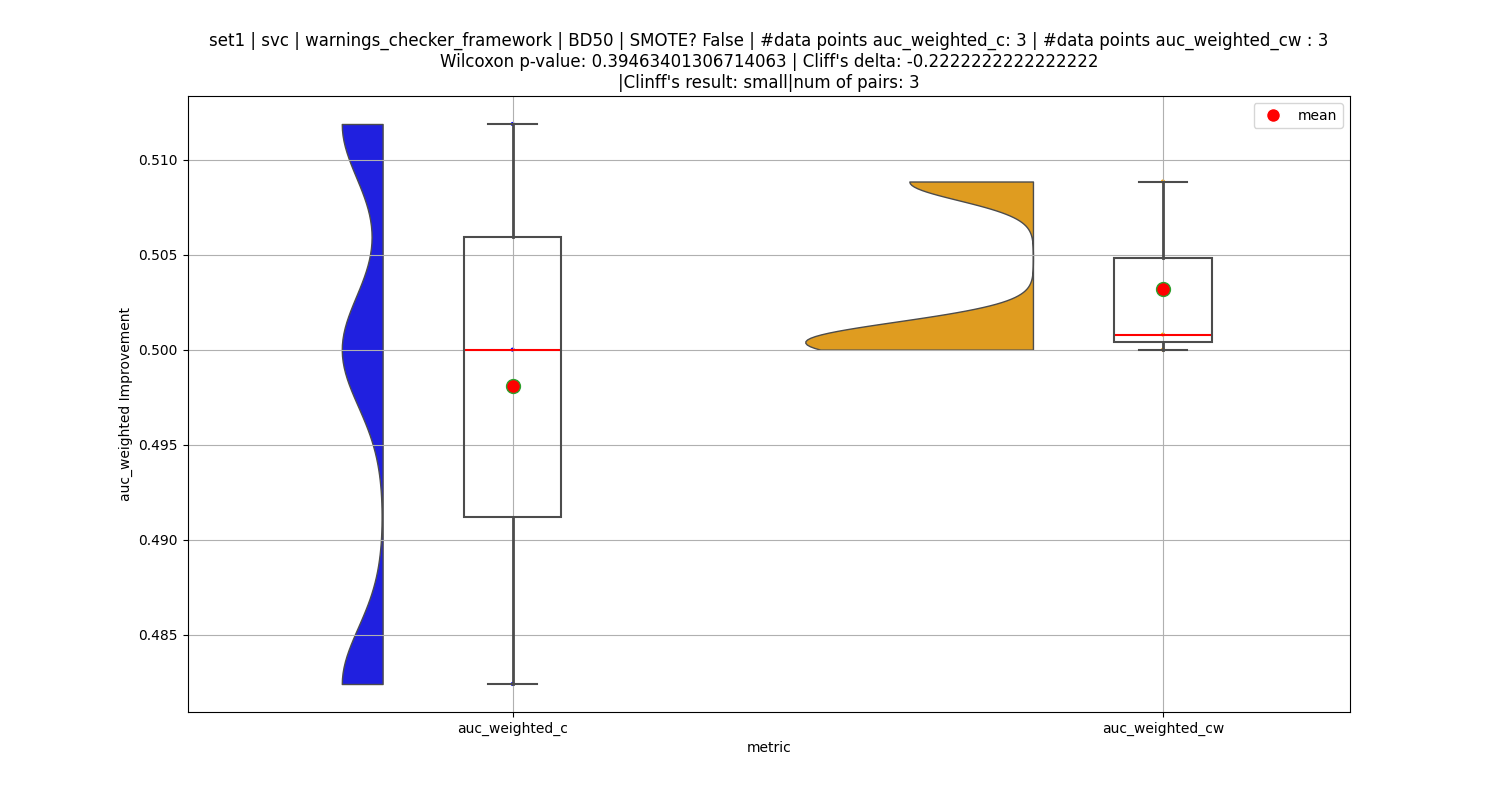 set1 | svc | warnings_checker_framework | BD50 | SMOTE? False | #data points auc_weighted_c: 3 | #data points auc_weighted_cw : 3
Wilcoxon p-value: 0.39463401306714063 | Cliff's delta: -0.2222222222222222
|Clinff's result: small|num of pairs: 3
mean
0.510
0.505
0.500
0.495
0.490
0.485
auc_weighted Improvement
auc_weighted_c
auc_weighted_cw
metric